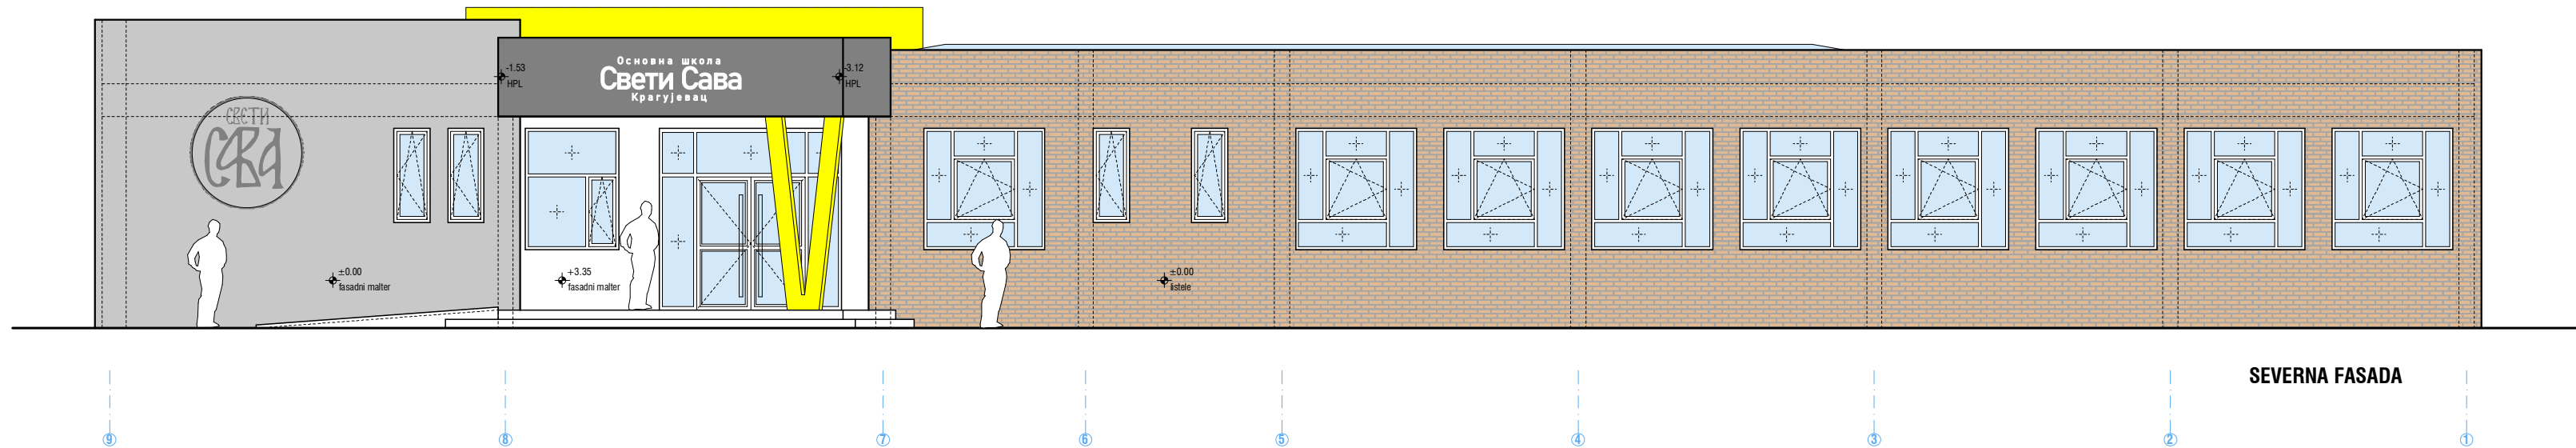 Основна школа
Свети Сава
Крагујевац
-1.53
HPL
-3.12
HPL
СВЕТИ
САВА
±0.00
fasadni malter
+3.35
fasadni malter
±0.00
listele
SEVERNA FASADA
9 8 7 6 5 4 3 2 1